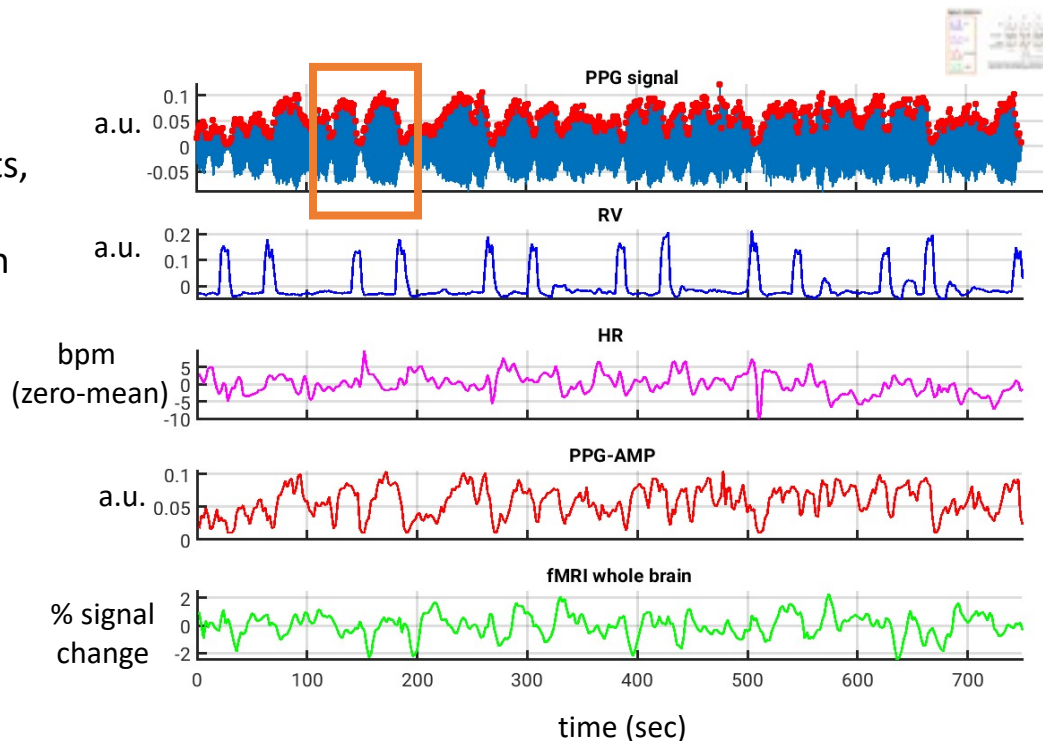 ts,
n
PPG signal
a.u.
0.1
0.05
0
-0.05
RV
a.u.
0.2
0.1
0
HR
bpm
(zero-mean)
5
0
-5
-10
PPG-AMP
a.u.
0.1
0.05
0
fMRI whole brain
% signal
change
2
0
-2
0 100 200 300 400 500 600 700
time (sec)